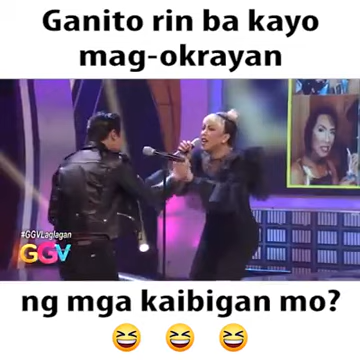 Ganito rin ba kayo
mag-okrayan
#GGVLaglagan
GGV
ng mga kaibigan mo?